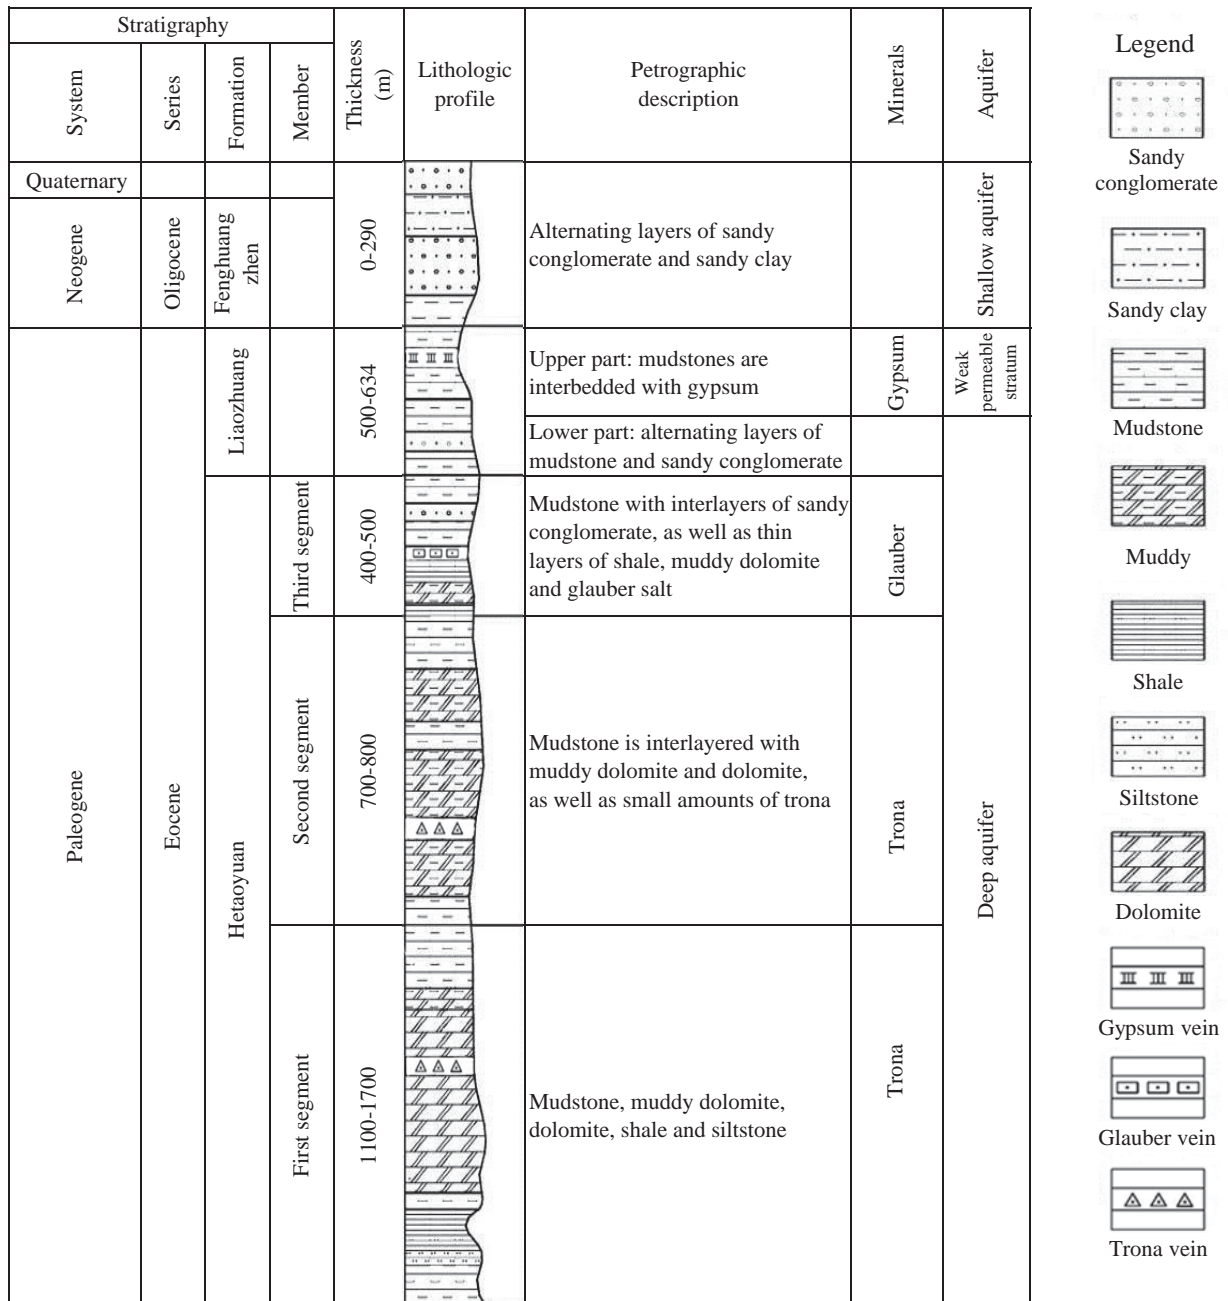 Stratigraphy
System
Series
Formation
Member
Thickness
(m)
Lithologic
profile
Petrographic
description
Minerals
Aquifer
Quaternary
Neogene
Oligocene
Fenghuang
zhen
0-290
Alternating layers of sandy
conglomerate and sandy clay
Shallow aquifer
Paleogene
Eocene
Liaozhuang
500-634
Upper part: mudstones are
interbedded with gypsum
Gypsum
Weak
permeable
stratum
Lower part: alternating layers of
mudstone and sandy conglomerate
Hetaoyuan
Third segment
400-500
Mudstone with interlayers of sandy
conglomerate, as well as thin
layers of shale, muddy dolomite
and glauber salt
Glauber
Deep aquifer
Second segment
700-800
Mudstone is interlayered with
muddy dolomite and dolomite,
as well as small amounts of trona
Trona
First segment
1100-1700
Mudstone, muddy dolomite,
dolomite, shale and siltstone
Trona
Legend
Sandy
conglomerate
Sandy clay
Mudstone
Muddy
Shale
Siltstone
Dolomite
Gypsum vein
Glauber vein
Trona vein